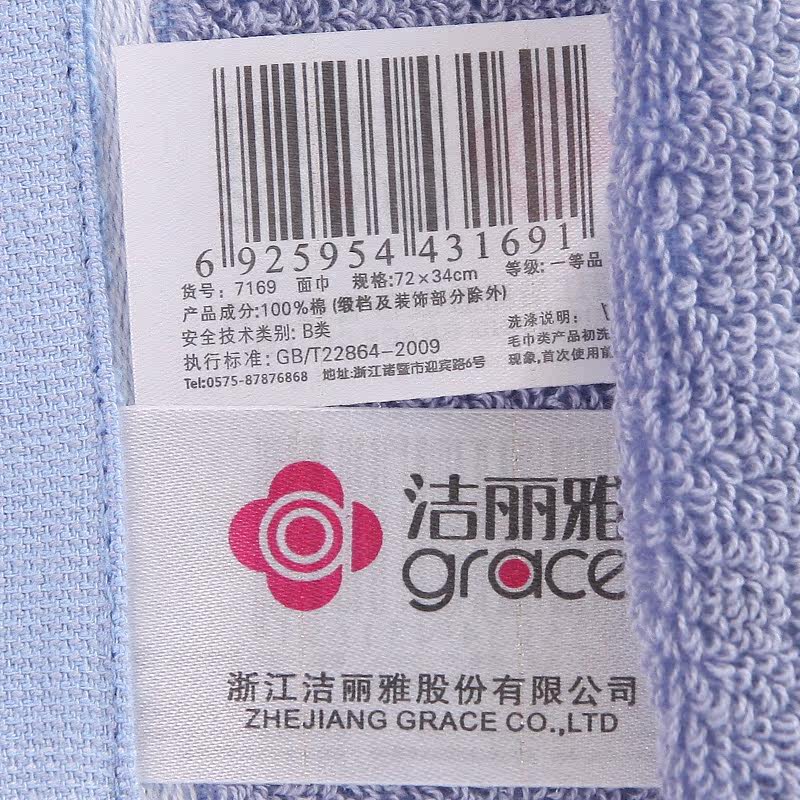 6 925954 431691
货号: 7169 面巾 规格:72×34cm 等级: 一等品
产品成分:100%棉 (缎档及装饰部分除外)
安全技术类别: B类
执行标准: GB/T22864-2009
Tel:0575-87876868 地址:浙江诸暨市迎宾路6号
洗涤说明:
毛巾类产品初洗
现象,首次使用前
洁丽雅
grace
浙江洁丽雅股份有限公司
ZHEJIANG GRACE CO.,LTD